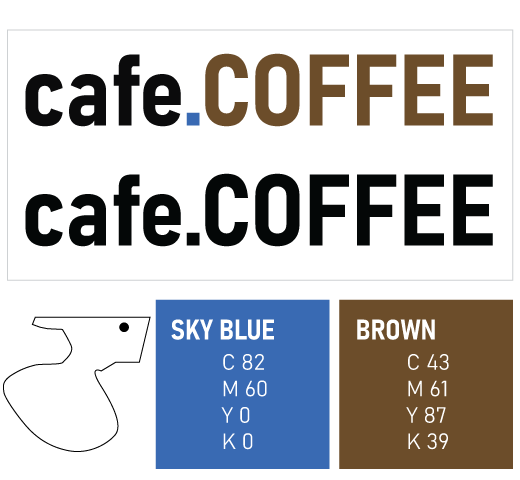 cafe.COFFEE
cafe.COFFEE
SKY BLUE
C 82
M 60
Y 0
K 0
BROWN
C 43
M 61
Y 87
K 39